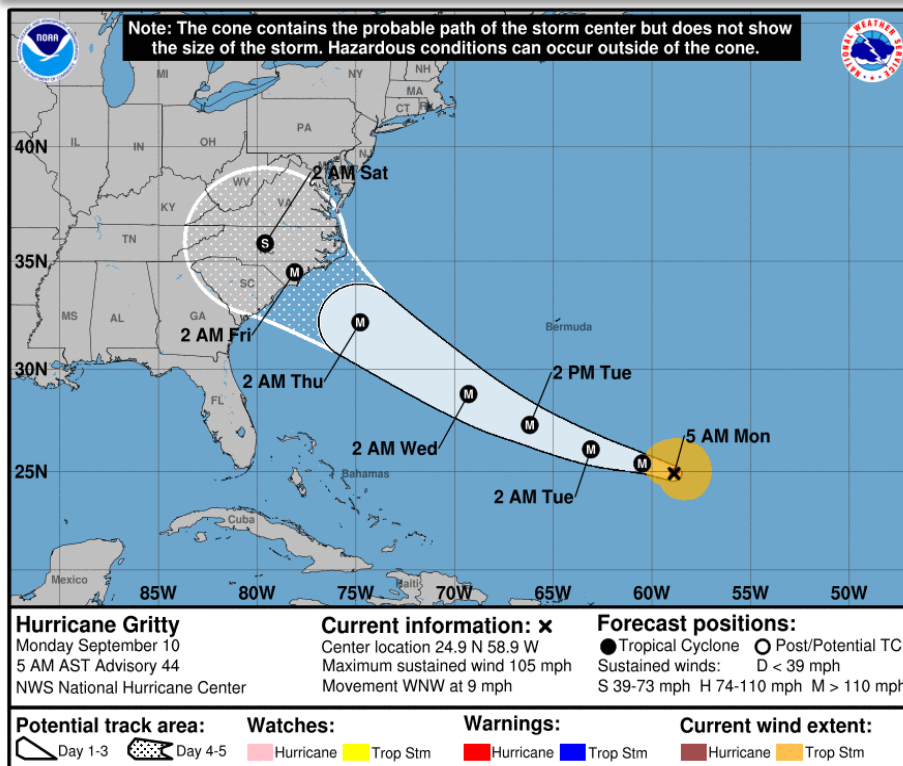 Note: The cone contains the probable path of the storm center but does not show
the size of the storm. Hazardous conditions can occur outside of the cone.
NOAA
NATIONAL WEATHER SERVICE
MI
NY
NH
MA
CT
RI
PA
NJ
40N
IL
IN
OH
WV
2 AM Sat
VA
KY
TN
S
35N
M
SC
MS
AL
GA
2 AM Fri
M
Bermuda
2 AM Thu
30N
2 PM Tue
FL
M
M
5 AM Mon
2 AM Wed
M
M
25N
Bahamas
2 AM Tue
Cuba
Mexico
Haiti
85W
80W
75W
70W
65W
60W
55W
50W
Hurricane Gritty
Monday September 10
5 AM AST Advisory 44
NWS National Hurricane Center
Current information: x
Center location 24.9 N 58.9 W
Maximum sustained wind 105 mph
Movement WNW at 9 mph
Forecast positions:
Tropical Cyclone Post/Potential TC
Sustained winds: D < 39 mph
S 39-73 mph H 74-110 mph M > 110 mph
Potential track area:
Day 1-3 Day 4-5
Watches:
Hurricane Trop Stm
Warnings:
Hurricane Trop Stm
Current wind extent:
Hurricane Trop Stm